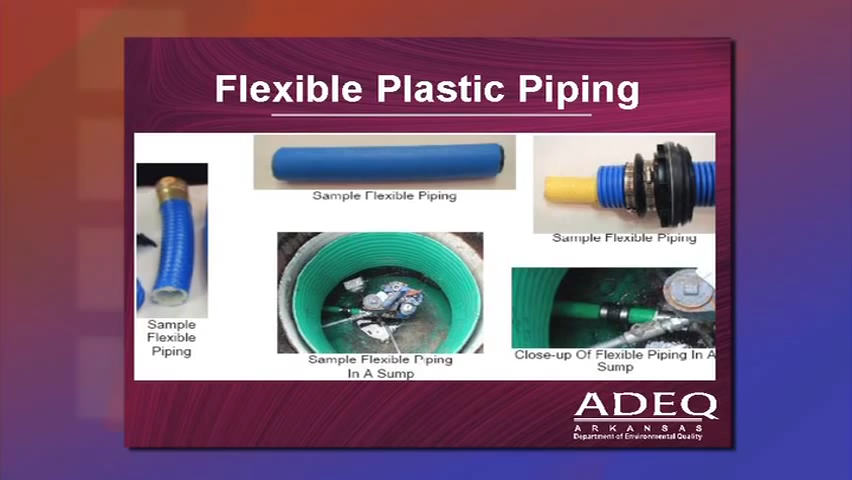 Flexible Plastic Piping
Sample Flexible Piping
Sample Flexible Piping
Sample
Flexible
Piping
Sample Flexible Piping
In A Sump
Close-up Of Flexible Piping In A
Sump
ADEQ
ARKANSAS
Department of Environmental Quality